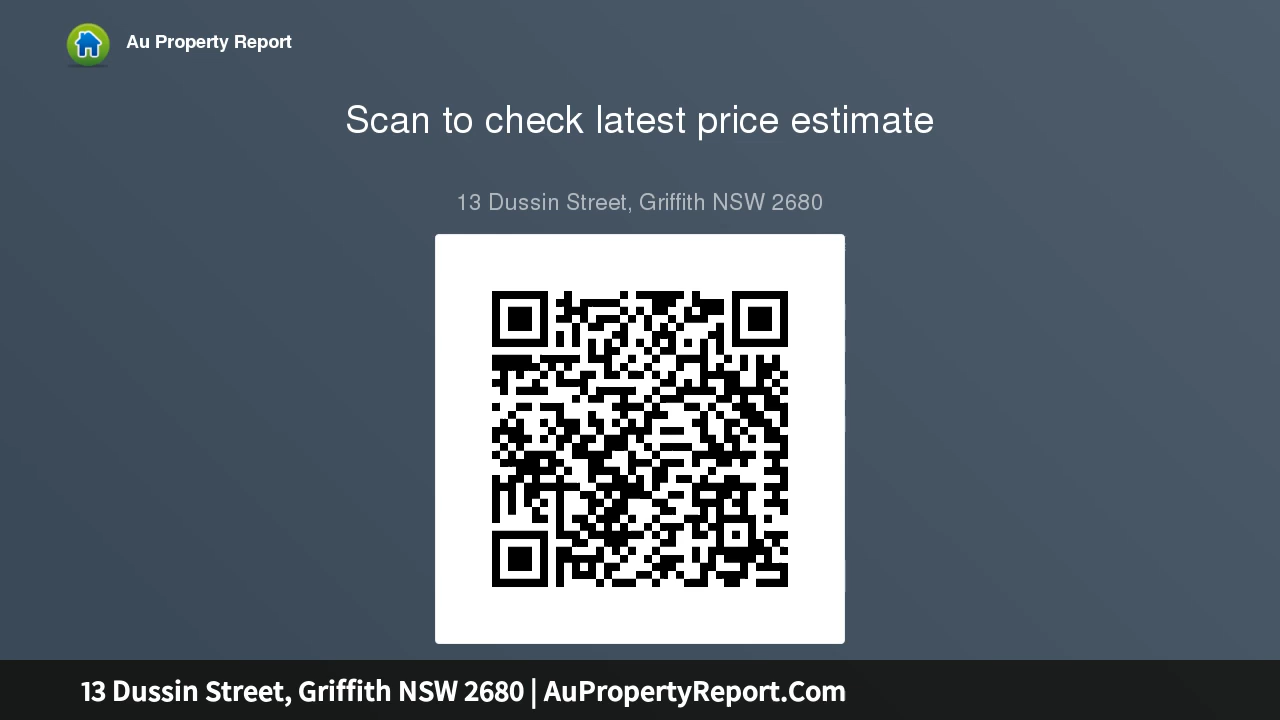 Au Property Report
Scan to check latest price estimate
13 Dussin Street, Griffith NSW 2680
13 Dussin Street, Griffith NSW 2680 | AuPropertyReport.Com